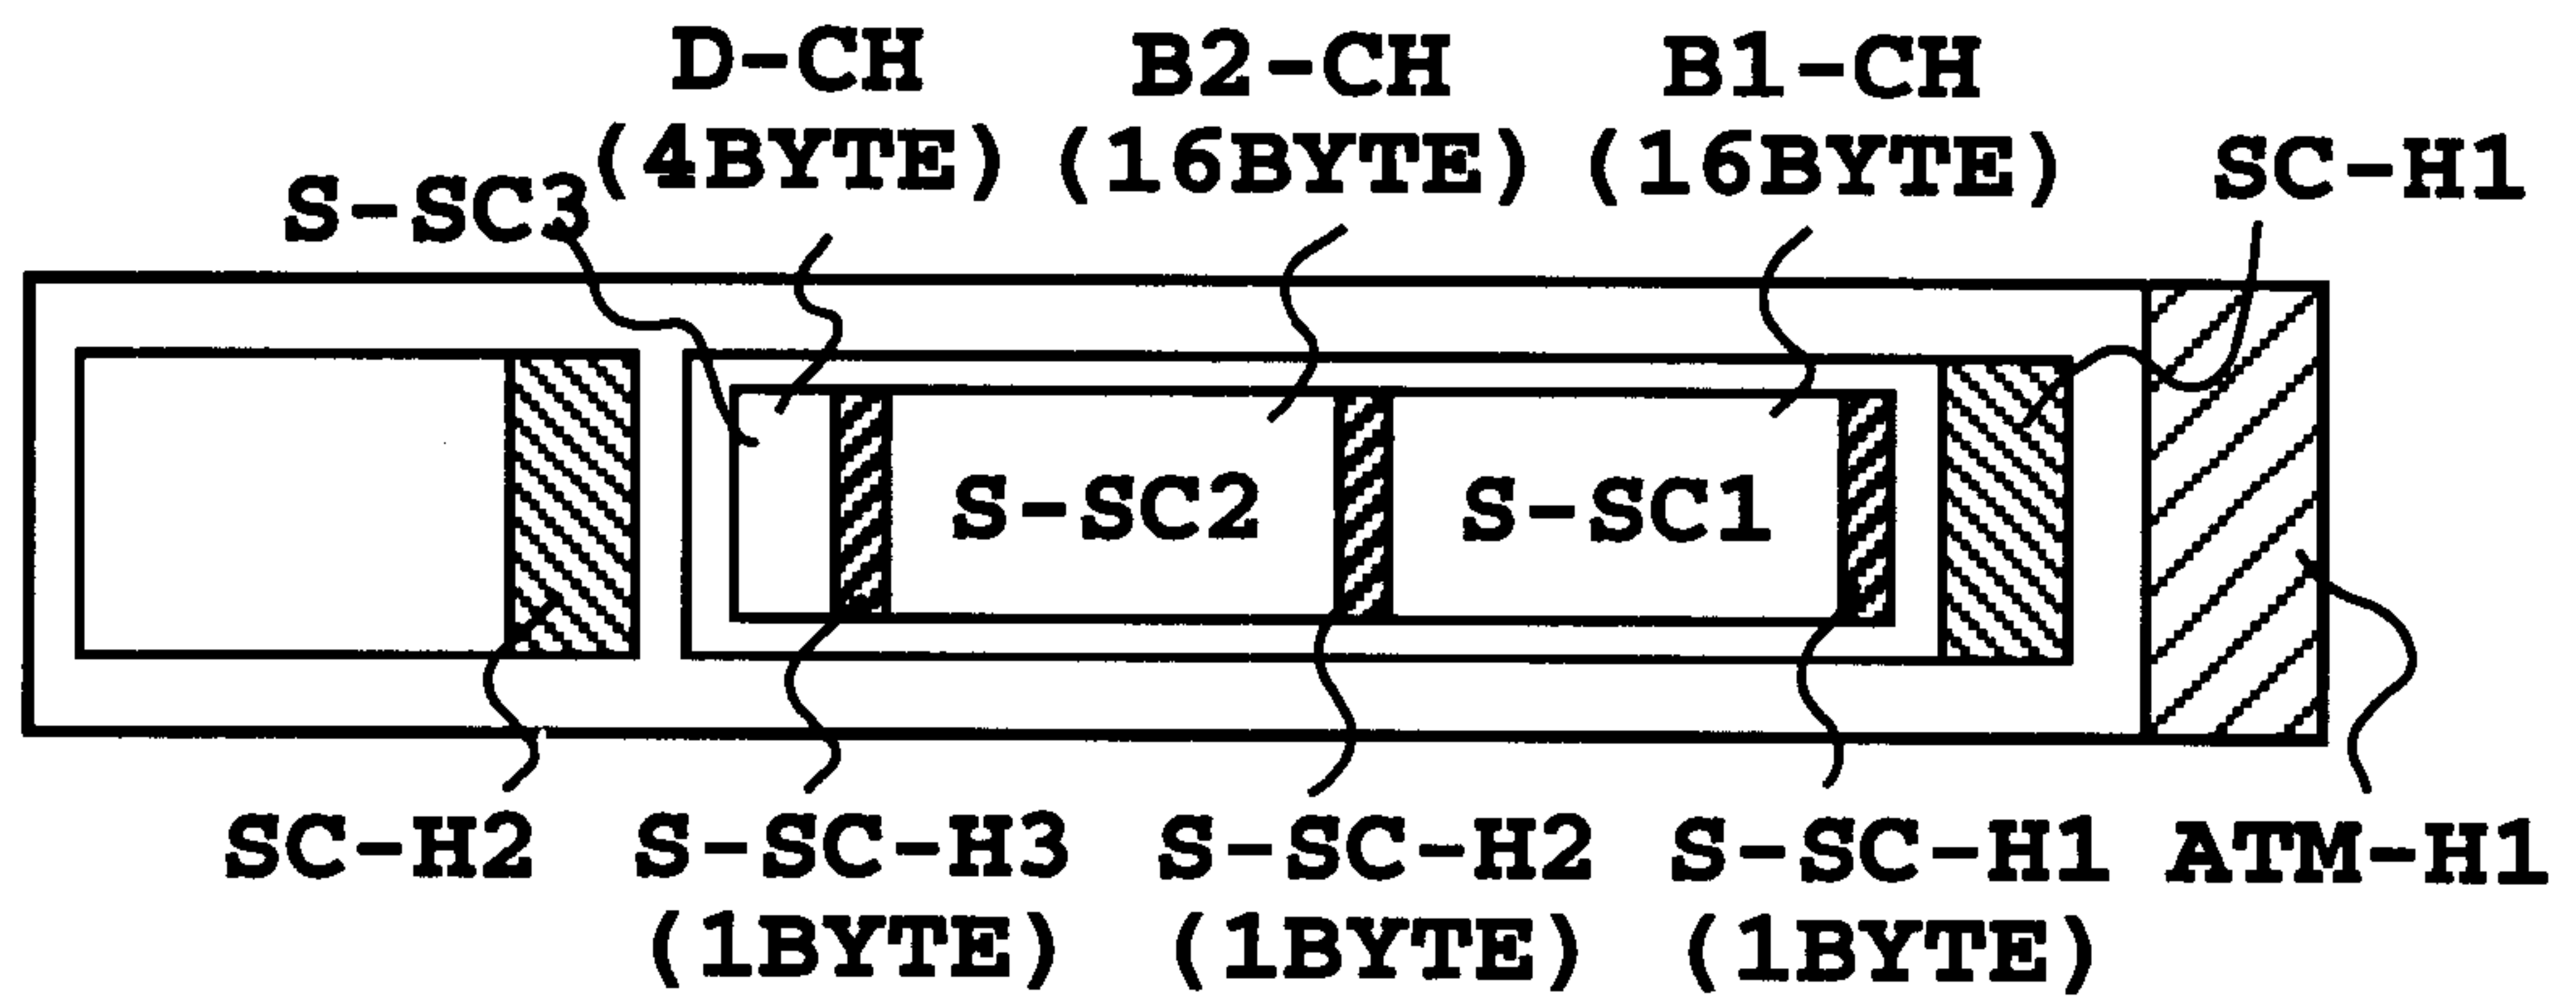 D-CH B2-CH B1-CH
(4BYTE) (16BYTE) (16BYTE) SC-H1
S-SC3
S-SC2 S-SC1
SC-H2 S-SC-H3 S-SC-H2 S-SC-H1 ATM-H1
(1BYTE) (1BYTE) (1BYTE)